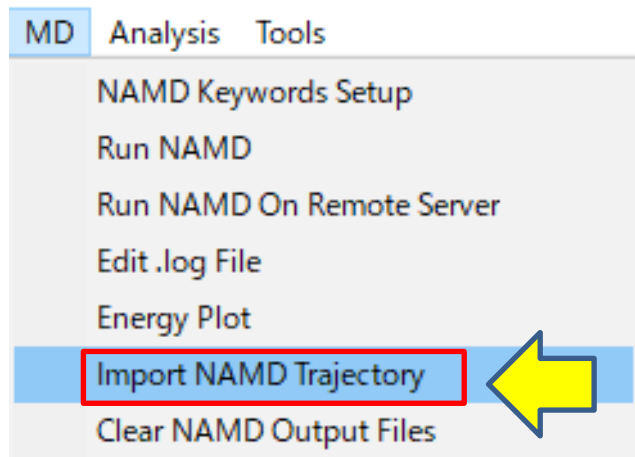 MD Analysis Tools
NAMD Keywords Setup
Run NAMD
Run NAMD On Remote Server
Edit .log File
Energy Plot
Import NAMD Trajectory
Clear NAMD Output Files